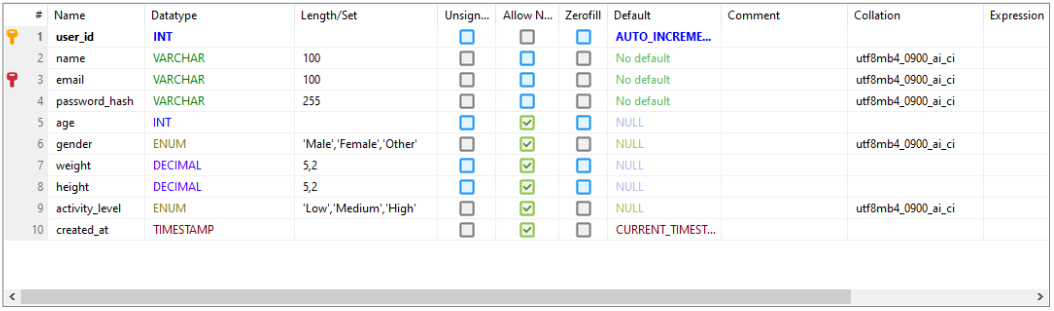 # Name Datatype Length/Set Unsign... Allow N... Zerofill Default Comment Collation Expression
1 user_id INT AUTO_INCREME...
2 name VARCHAR 100 No default utf8mb4_0900_ai_ci
3 email VARCHAR 100 No default utf8mb4_0900_ai_ci
4 password_hash VARCHAR 255 No default utf8mb4_0900_ai_ci
5 age INT NULL
6 gender ENUM 'Male','Female','Other' NULL utf8mb4_0900_ai_ci
7 weight DECIMAL 5,2 NULL
8 height DECIMAL 5,2 NULL
9 activity_level ENUM 'Low','Medium','High' NULL utf8mb4_0900_ai_ci
10 created_at TIMESTAMP CURRENT_TIMEST...